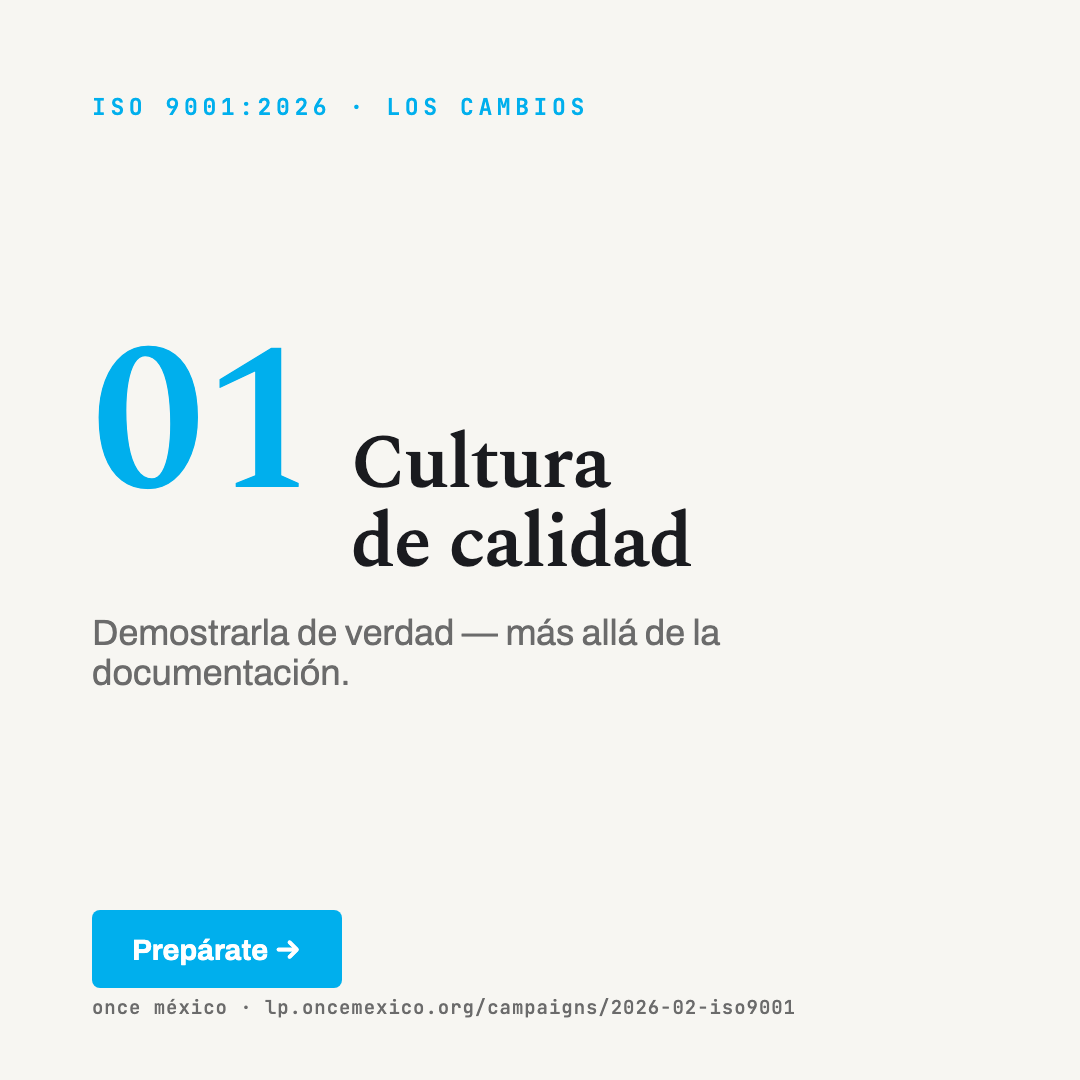 ISO 9001:2026 · LOS CAMBIOS
01
Cultura
de calidad
Demostrarla de verdad — más allá de la
documentación.
Prepárate →
once méxico · lp.oncemexico.org/campaigns/2026-02-iso9001